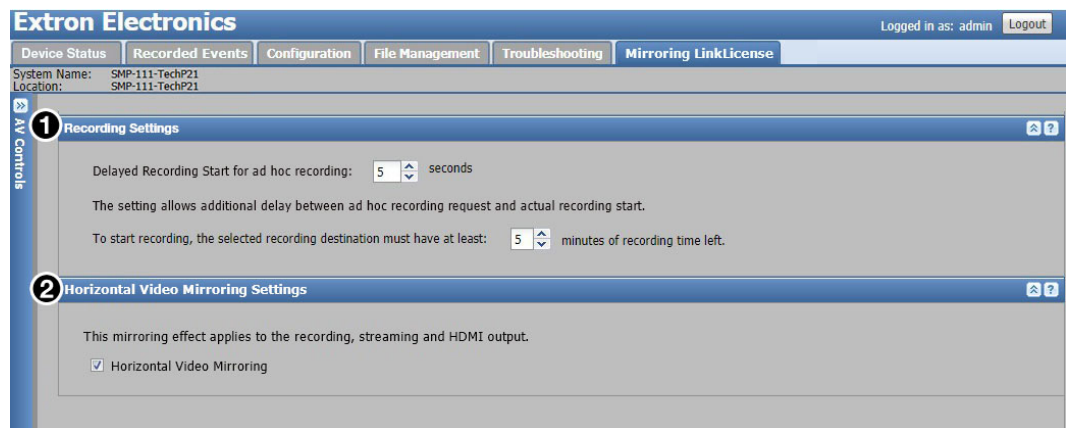 Extron Electronics
Logged in as: admin Logout
Device Status Recorded Events Configuration File Management Troubleshooting Mirroring LinkLicense
System Name: SMP-111-TechP21
Location: SMP-111-TechP21
AV Controls
1 Recording Settings ?
Delayed Recording Start for ad hoc recording: 5 seconds
The setting allows additional delay between ad hoc recording request and actual recording start.
To start recording, the selected recording destination must have at least: 5 minutes of recording time left.
2 Horizontal Video Mirroring Settings ?
This mirroring effect applies to the recording, streaming and HDMI output.
Horizontal Video Mirroring